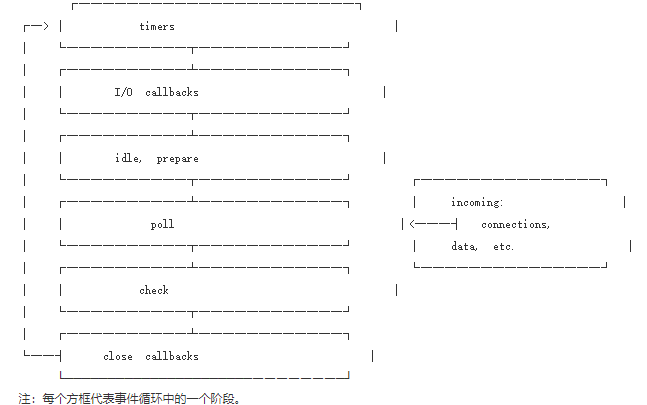 timers
I/O callbacks
idle, prepare
incoming:
poll
connections,
data, etc.
check
close callbacks
注：每个方框代表事件循环中的一个阶段。